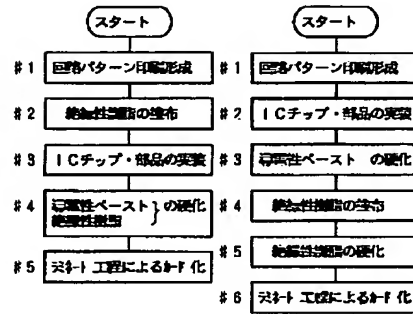 スタート
#1 回路パターン印刷形成
#2 絶縁性樹脂の塗布
#3 ICチップ・部品の実装
#4 導電性ペースト
絶縁性樹脂 } の硬化
#5 ラミネート工程によるカード化
スタート
#1 回路パターン印刷形成
#2 ICチップ・部品の実装
#3 導電性ペースト の硬化
#4 絶縁性樹脂の塗布
#5 絶縁性樹脂の硬化
#6 ラミネート工程によるカード化